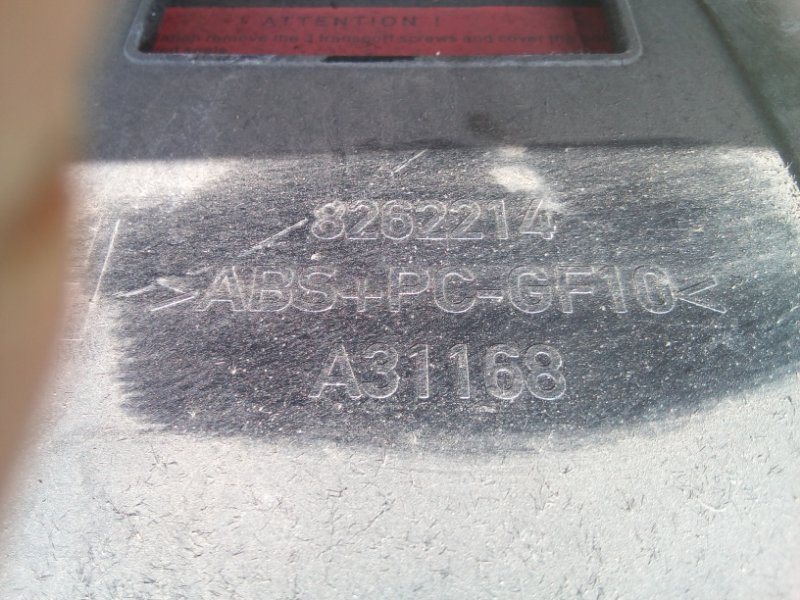 ! ATTENTION !
remove the 3 transport screws and cover the
8262214
>ABS+PC-GF10<
A31168